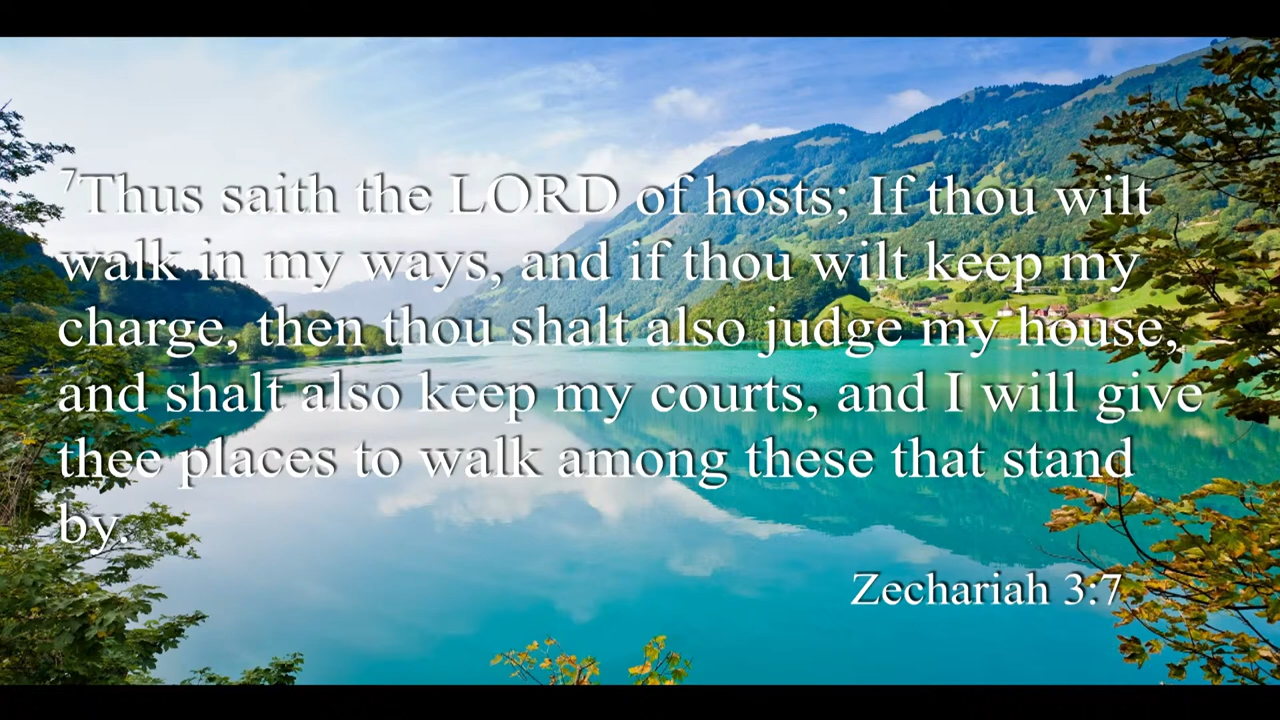 7Thus saith the LORD of hosts; If thou wilt
walk in my ways, and if thou wilt keep my
charge, then thou shalt also judge my house,
and shalt also keep my courts, and I will give
thee places to walk among these that stand
by.
Zechariah 3:7